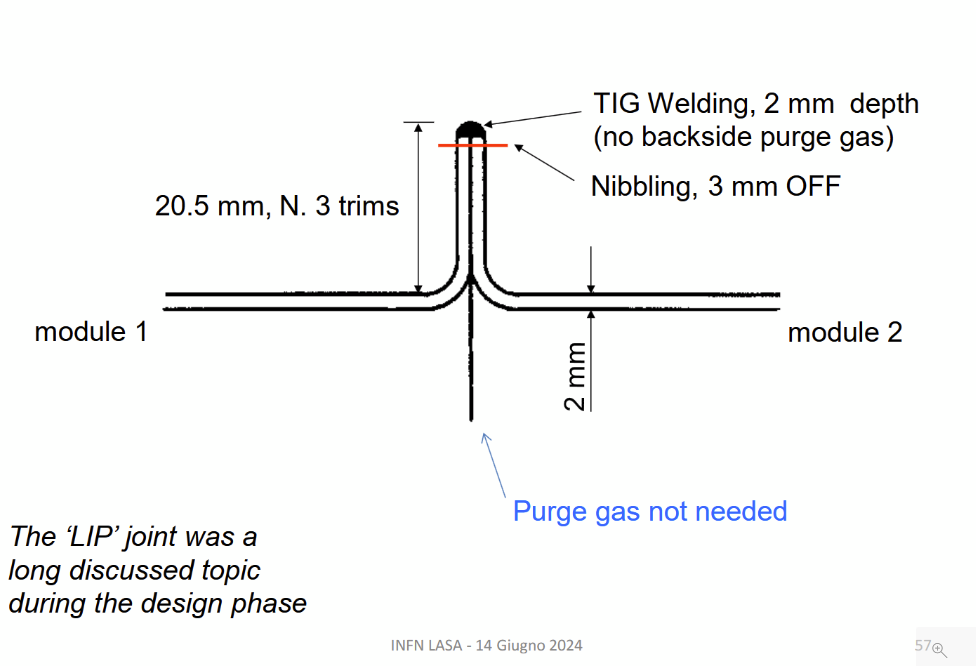 TIG Welding, 2 mm  depth
(no backside purge gas)
Nibbling, 3 mm OFF
20.5 mm, N. 3 trims
module 1
module 2
2 mm
Purge gas not needed
The ‘LIP’ joint was a
long discussed topic
during the design phase
INFN LASA - 14 Giugno 2024
57